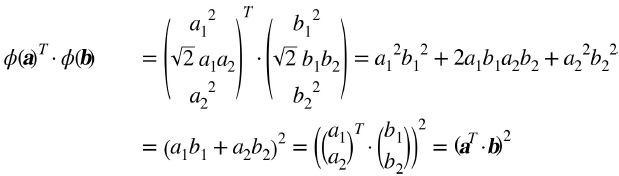 ϕ(a)ᵀ · ϕ(b) = (a₁² √2 a₁a₂ a₂²)ᵀ · (b₁² √2 b₁b₂ b₂²) = a₁²b₁² + 2a₁b₁a₂b₂ + a₂²b₂²
= (a₁b₁ + a₂b₂)² = ((a₁ a₂)ᵀ · (b₁ b₂))² = (aᵀ · b)²